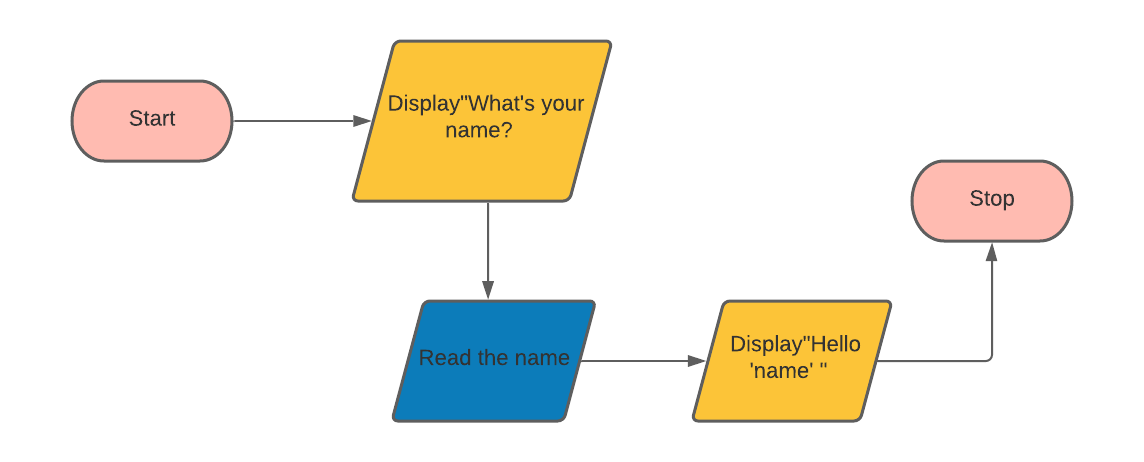 Start
Display"What's your
name?
Read the name
Display"Hello
'name' "
Stop